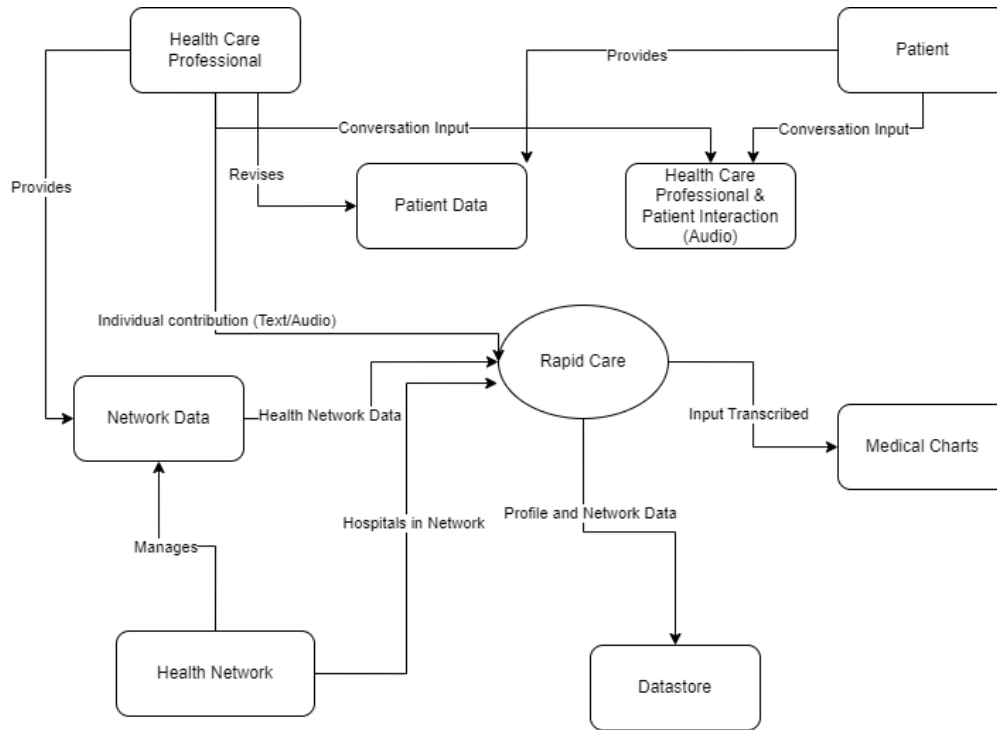 Health Care
Professional
Patient
Provides
Conversation Input
Conversation Input
Revises
Provides
Patient Data
Health Care
Professional &
Patient Interaction
(Audio)
Individual contribution (Text/Audio)
Rapid Care
Network Data
Health Network Data
Input Transcribed
Medical Charts
Hospitals in Network
Profile and Network Data
Manages
Health Network
Datastore